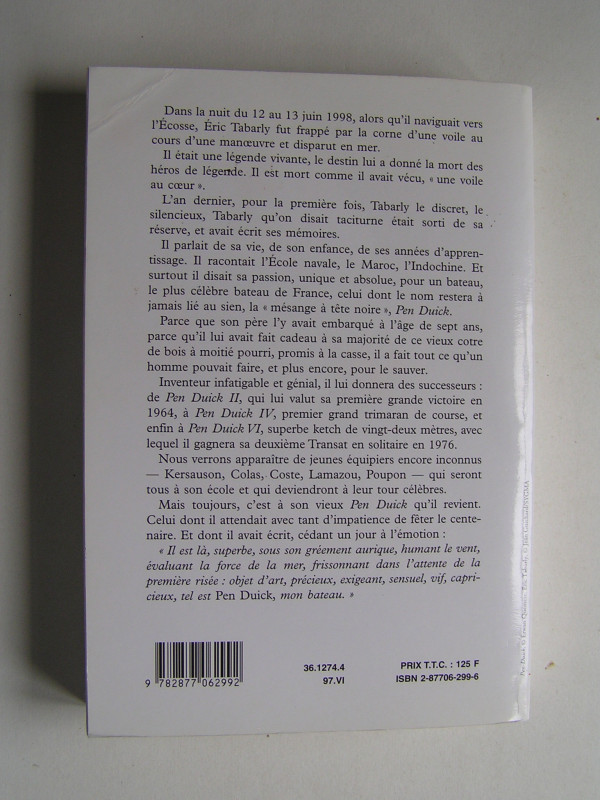 Dans la nuit du 12 au 13 juin 1998, alors qu'il naviguait vers
l'Écosse, Éric Tabarly fut frappé par la corne d'une voile au
cours d'une manœuvre et disparut en mer.
Il était une légende vivante, le destin lui a donné la mort des
héros de légende. Il est mort comme il avait vécu, « une voile
au cœur ».
L'an dernier, pour la première fois, Tabarly le discret, le
silencieux, Tabarly qu'on disait taciturne était sorti de sa
réserve, et avait écrit ses mémoires.
Il parlait de sa vie, de son enfance, de ses années d'appren-
tissage. Il racontait l'École navale, le Maroc, l'Indochine. Et
surtout il disait sa passion, unique et absolue, pour un bateau,
le plus célèbre bateau de France, celui dont le nom restera à
jamais lié au sien, la « mésange à tête noire », Pen Duick.
Parce que son père l'y avait embarqué à l'âge de sept ans,
parce qu'il lui avait fait cadeau à sa majorité de ce vieux cotre
de bois à moitié pourri, promis à la casse, il a fait tout ce qu'un
homme pouvait faire, et plus encore, pour le sauver.
Inventeur infatigable et génial, il lui donnera des successeurs :
de Pen Duick II, qui lui valut sa première grande victoire en
1964, à Pen Duick IV, premier grand trimaran de course, et
enfin à Pen Duick VI, superbe ketch de vingt-deux mètres, avec
lequel il gagnera sa deuxième Transat en solitaire en 1976.
Nous verrons apparaître de jeunes équipiers encore inconnus
— Kersauson, Colas, Coste, Lamazou, Poupon — qui seront
tous à son école et qui deviendront à leur tour célèbres.
Mais toujours, c'est à son vieux Pen Duick qu'il revient.
Celui dont il attendait avec tant d'impatience de fêter le cente-
naire. Et dont il avait écrit, cédant un jour à l'émotion :
« Il est là, superbe, sous son gréement aurique, humant le vent,
évaluant la force de la mer, frissonnant dans l'attente de la
première risée : objet d'art, précieux, exigeant, sensuel, vif, capri-
cieux, tel est Pen Duick, mon bateau. »
36.1274.4
97.VI
PRIX T.T.C. : 125 F
ISBN 2-87706-299-6
9 782877 062992